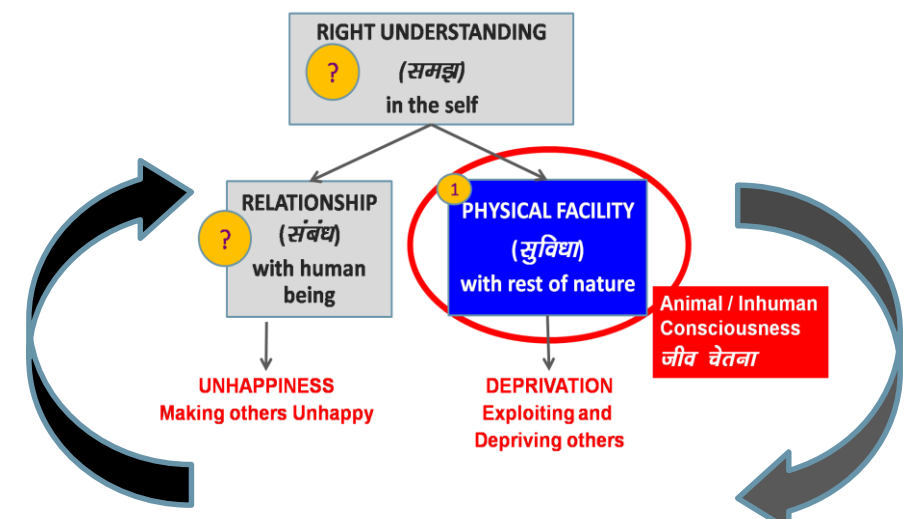 RIGHT UNDERSTANDING
?
(समझ)
in the self
RELATIONSHIP
?
(संबंध)
with human
being
1
PHYSICAL FACILITY
(सुविधा)
with rest of nature
Animal / Inhuman
Consciousness
जीव चेतना
UNHAPPINESS
Making others Unhappy
DEPRIVATION
Exploiting and
Depriving others